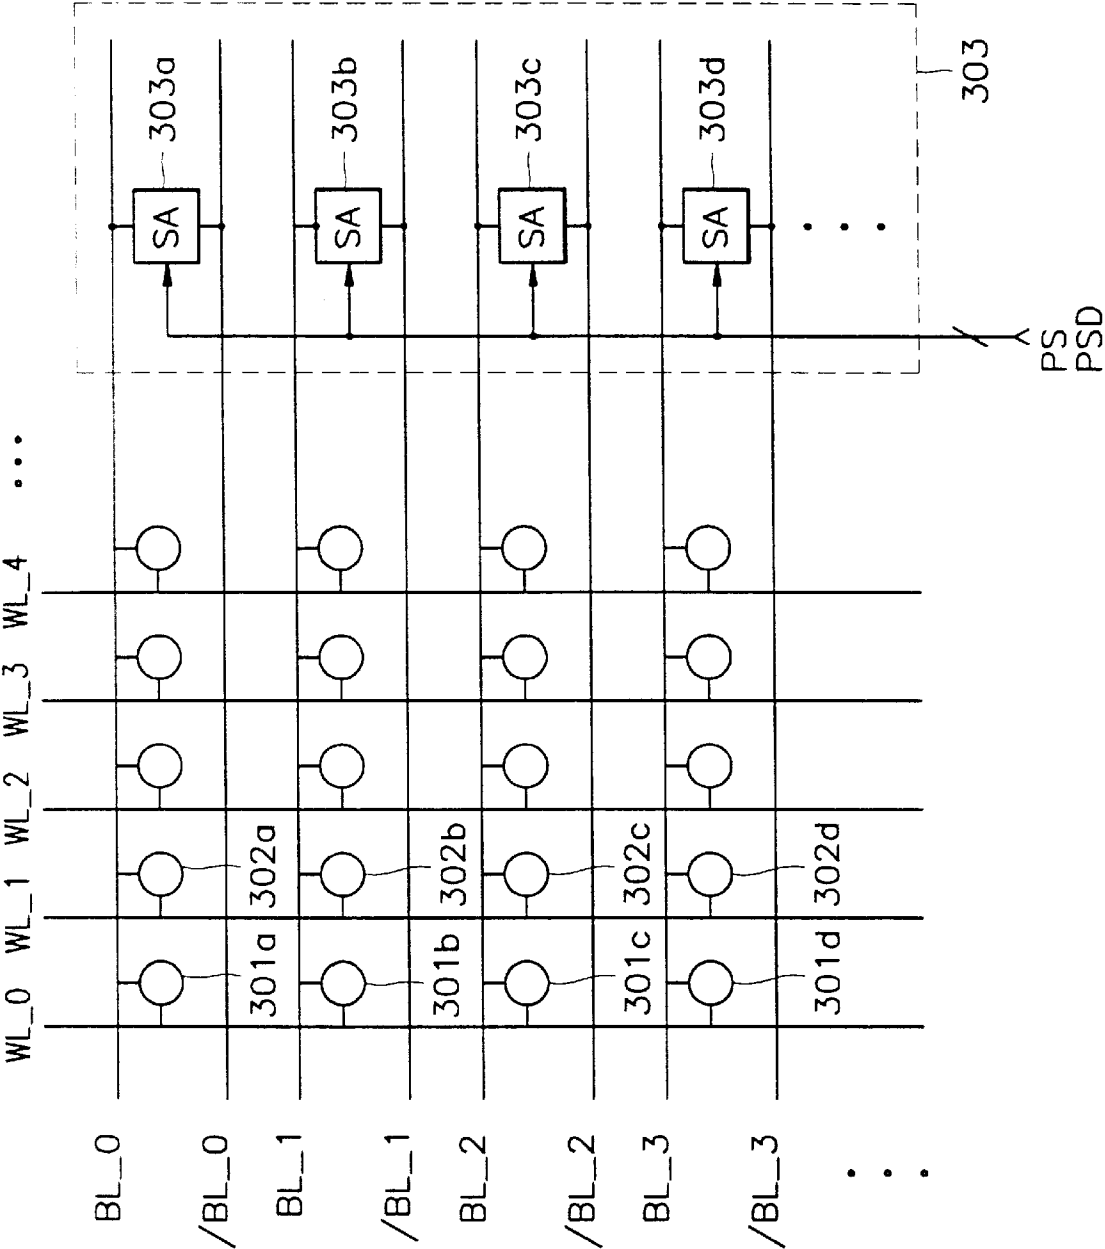 WL_0 WL_1 WL_2 WL_3 WL_4 ...
BL_0
SA
303a
/BL_0
301a
302a
BL_1
SA
303b
/BL_1
301b
302b
BL_2
SA
303c
/BL_2
301c
302c
BL_3
SA
303d
/BL_3
301d
302d
303
PS
PSD